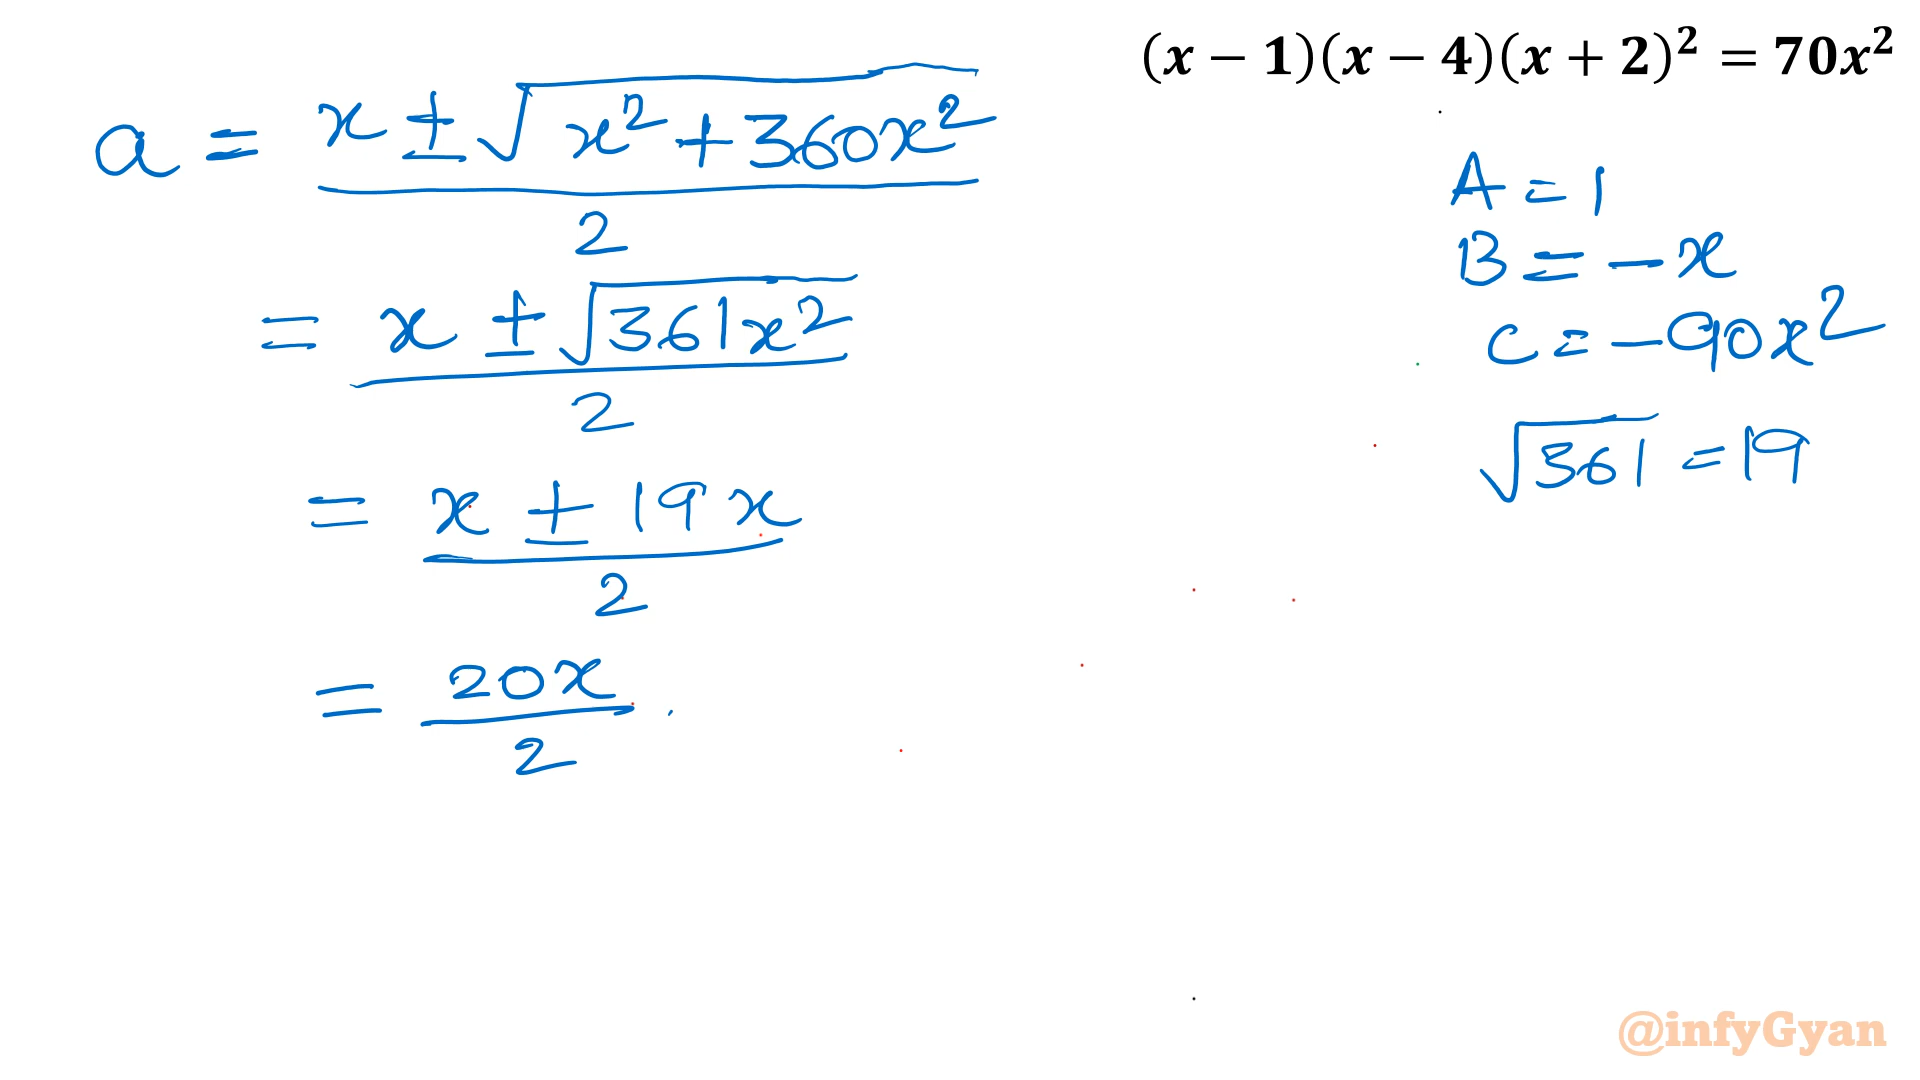 (x − 1)(x − 4)(x + 2)² = 70x²
a = (x ± √(x² + 360x²)) / 2
= (x ± √(361x²)) / 2
= (x ± 19x) / 2
= 20x / 2
A = 1
B = −x
C = −90x²
√361 = 19
@infyGyan